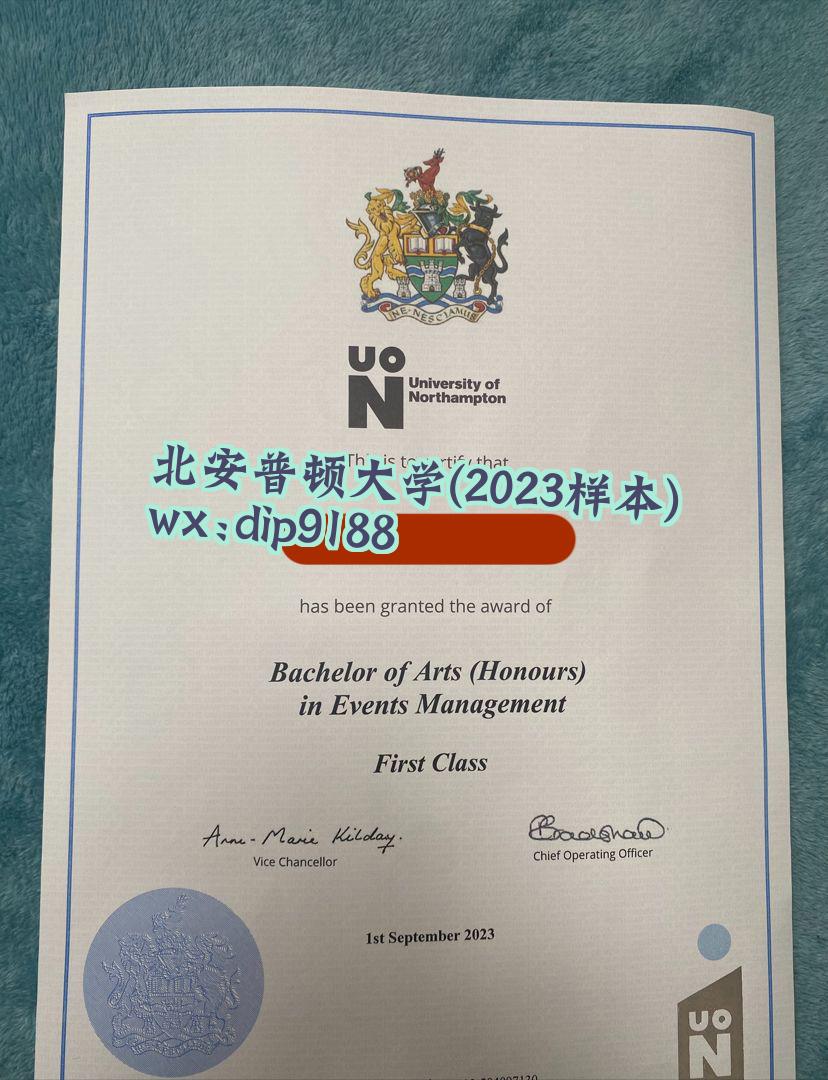 NE·NESCIAMUS
UON
University of
Northampton
This is to certify that
北安普顿大学(2023样本)
wx:dip9188
has been granted the award of
Bachelor of Arts (Honours)
in Events Management
First Class
Anne-Marie Kilday.
Vice Chancellor
Chief Operating Officer
1st September 2023
UON